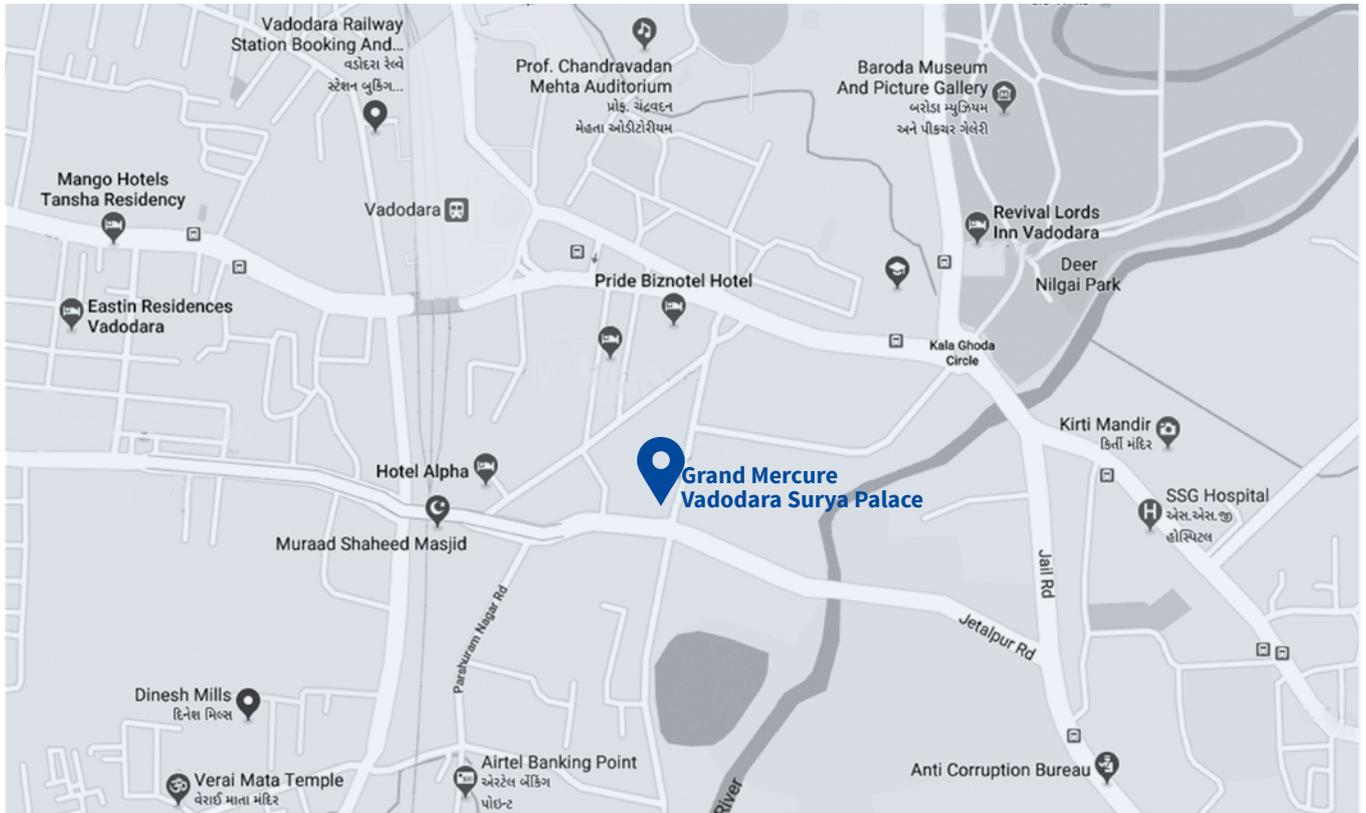 Vadodara Railway
Station Booking And...
વડોદરા રેલ્વે
સ્ટેશન બુકિંગ...
Prof. Chandravadan
Mehta Auditorium
પ્રોફ. ચંદ્રવદન
મેહતા ઓડીટોરીયમ
Baroda Museum
And Picture Gallery
બરોડા મ્યુઝિયમ
અને પીકચર ગેલેરી
Mango Hotels
Tansha Residency
Vadodara
Revival Lords
Inn Vadodara
Deer
Nilgai Park
Pride Biznotel Hotel
Eastin Residences
Vadodara
Kala Ghoda
Circle
Kirti Mandir
કિર્તી મંદિર
Hotel Alpha
Grand Mercure
Vadodara Surya Palace
SSG Hospital
એસ.એસ.જી
હોસ્પિટલ
H
Muraad Shaheed Masjid
Jail Rd
Parshuram Nagar Rd
Jetalpur Rd
Dinesh Mills
દિનેશ મિલ્સ
Verai Mata Temple
વેરાઈ માતા મંદિર
ॐ
Airtel Banking Point
એરટેલ બેંકિંગ
પોઇન્ટ
Anti Corruption Bureau
River